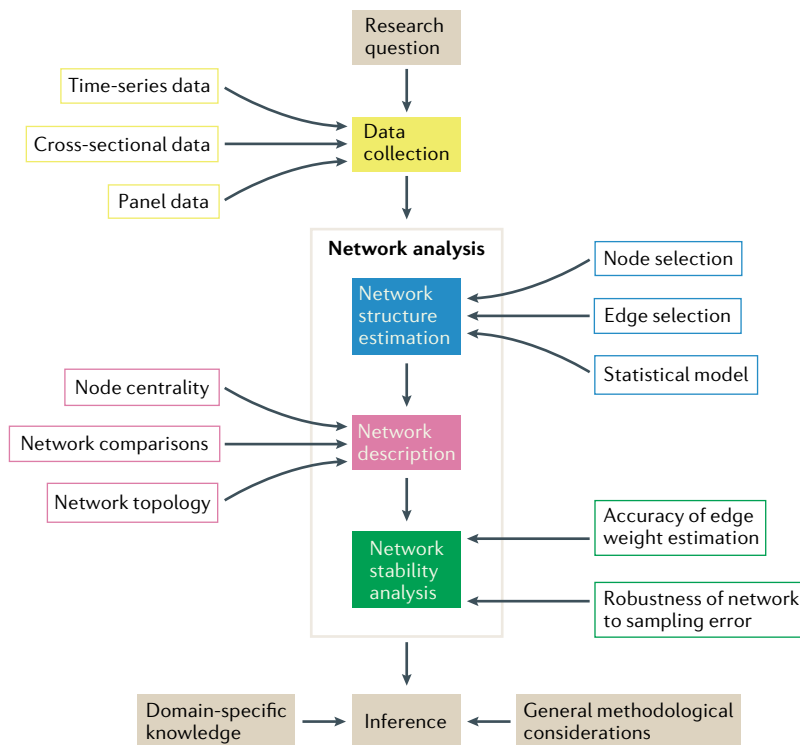 Research
question
Time-series data
Cross-sectional data
Panel data
Data
collection
Network analysis
Network
structure
estimation
Node selection
Edge selection
Statistical model
Node centrality
Network comparisons
Network topology
Network
description
Network
stability
analysis
Accuracy of edge
weight estimation
Robustness of network
to sampling error
Domain-specific
knowledge
Inference
General methodological
considerations